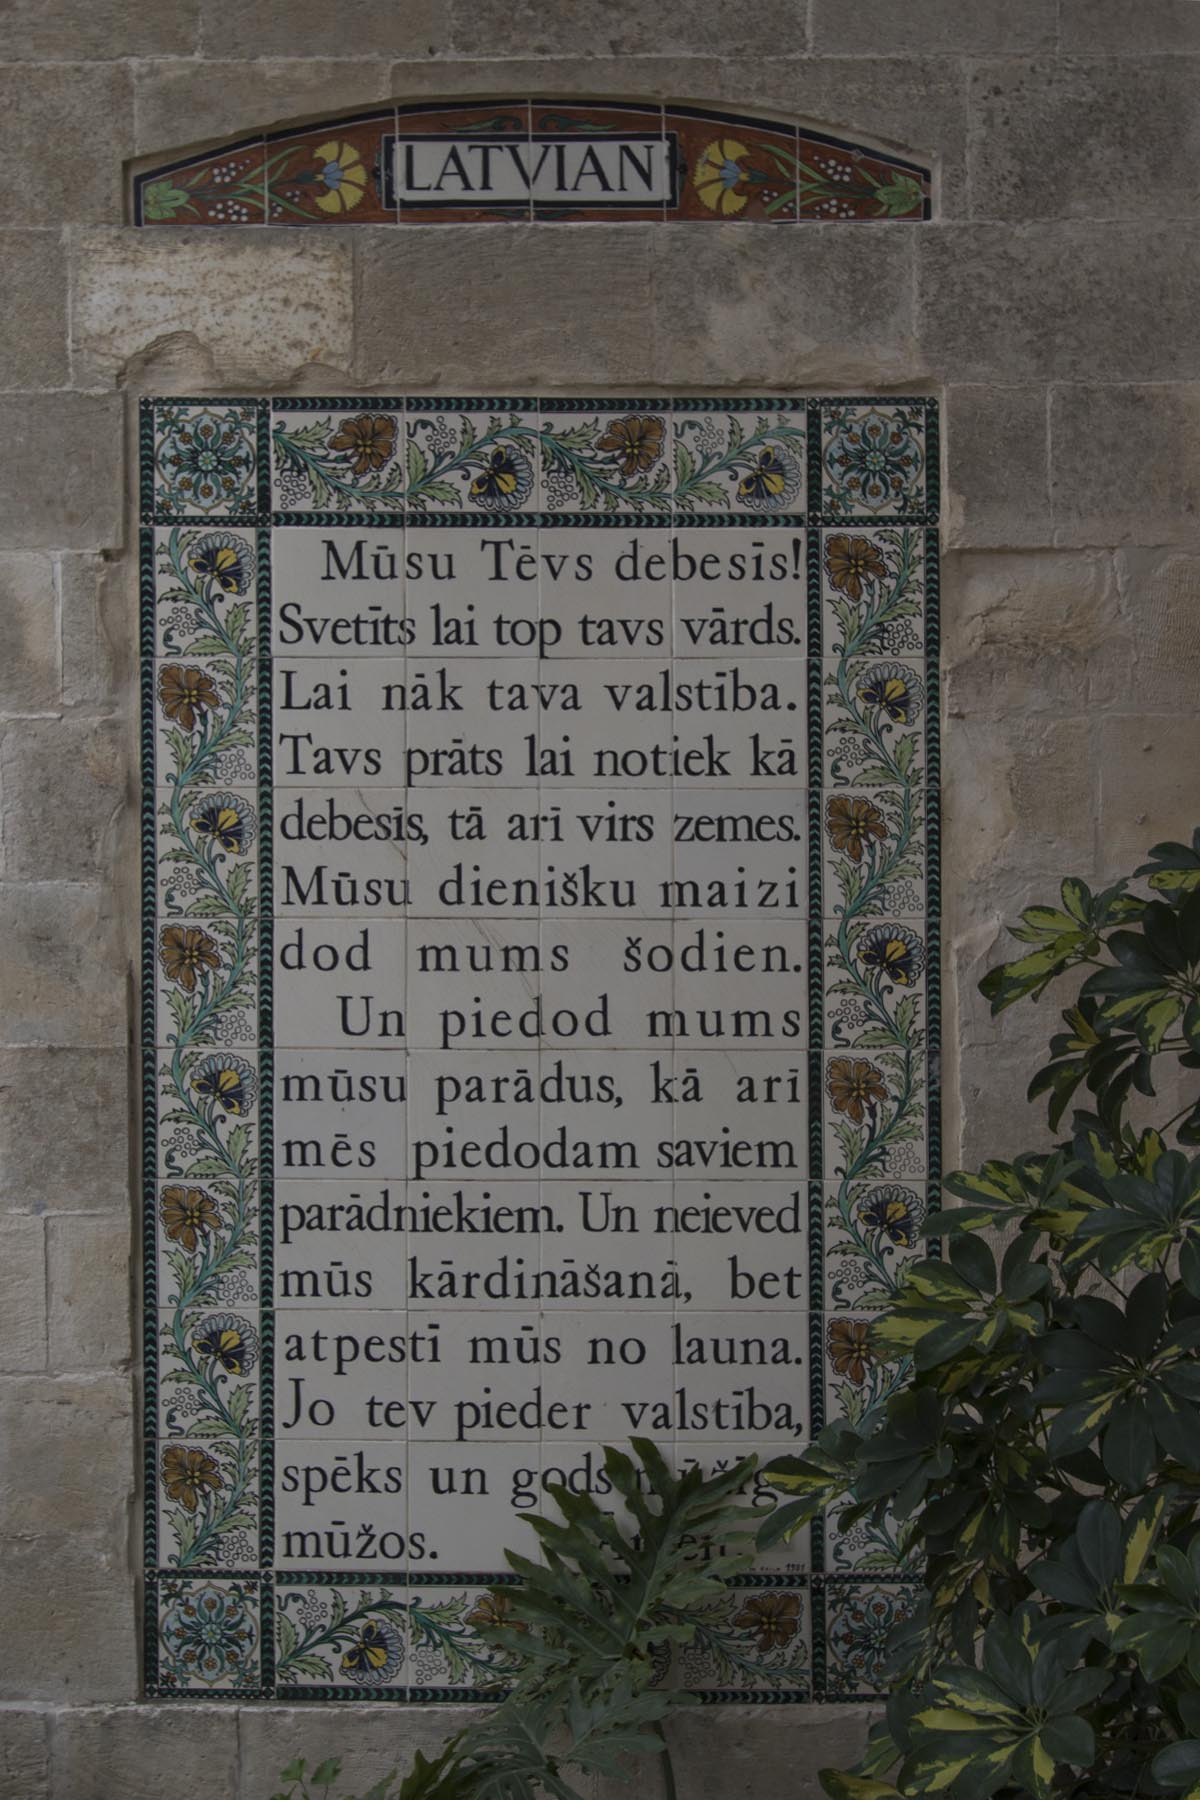 LATVIAN
Mūsu Tēvs debesīs!
Svetīts lai top tavs vārds.
Lai nāk tava valstība.
Tavs prāts lai notiek kā
debesīs, tā arī virs zemes.
Mūsu dienišķu maizi
dod mums šodien.
Un piedod mums
mūsu parādus, kā arī
mēs piedodam saviem
parādniekiem. Un neieved
mūs kārdināšanā, bet
atpestī mūs no launa.
Jo tev pieder valstība,
spēks un gods
mūžos.
1981